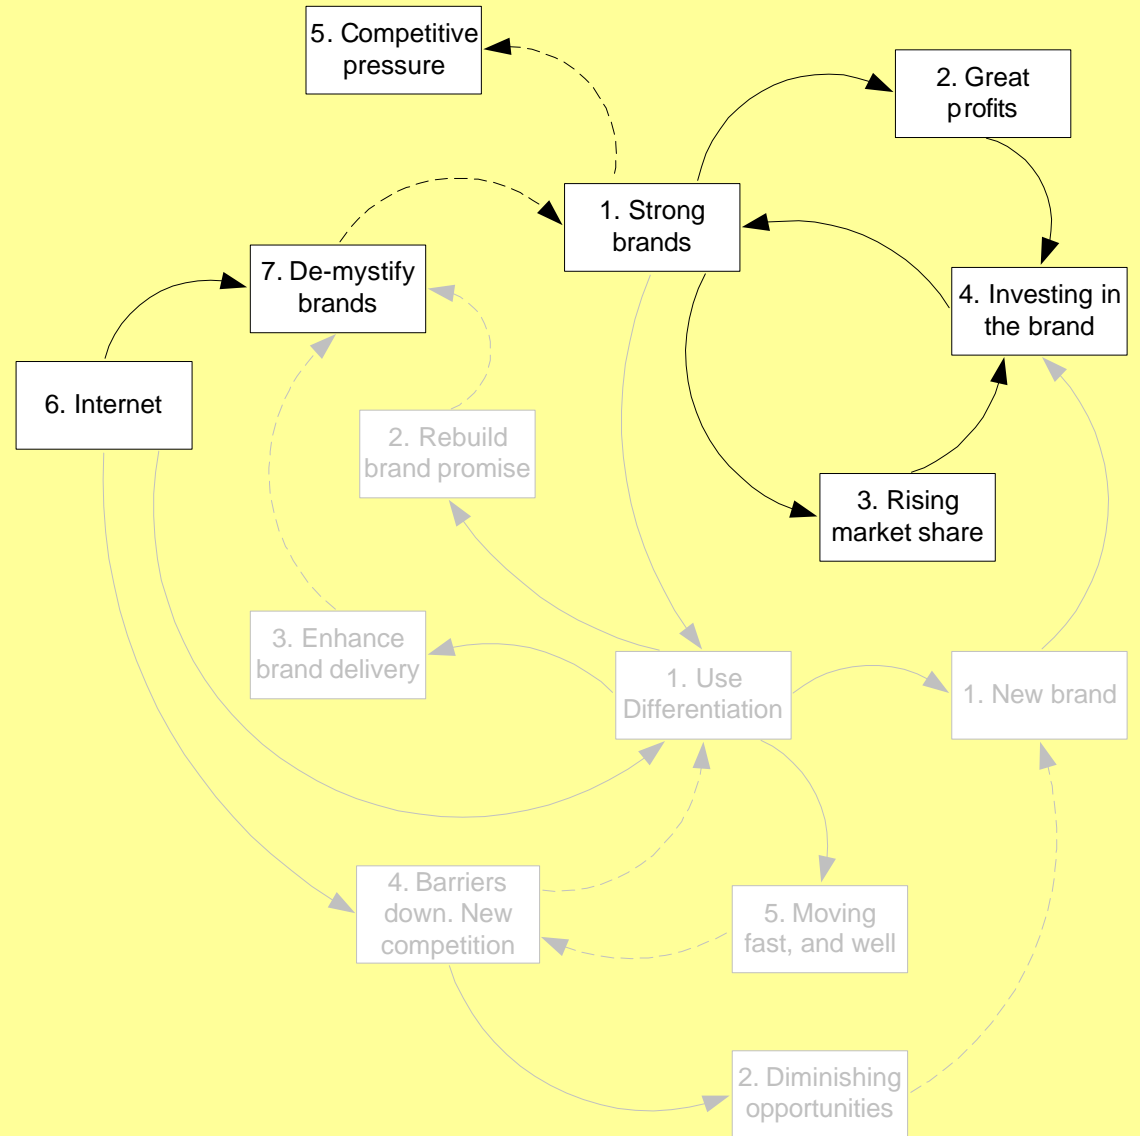 5. Competitive
pressure
2. Great
profits
1. Strong
brands
7. De-mystify
brands
4. Investing in
the brand
6. Internet
2. Rebuild
brand promise
3. Rising
market share
3. Enhance
brand delivery
1. Use
Differentiation
1. New brand
4. Barriers
down. New
competition
5. Moving
fast, and well
2. Diminishing
opportunities